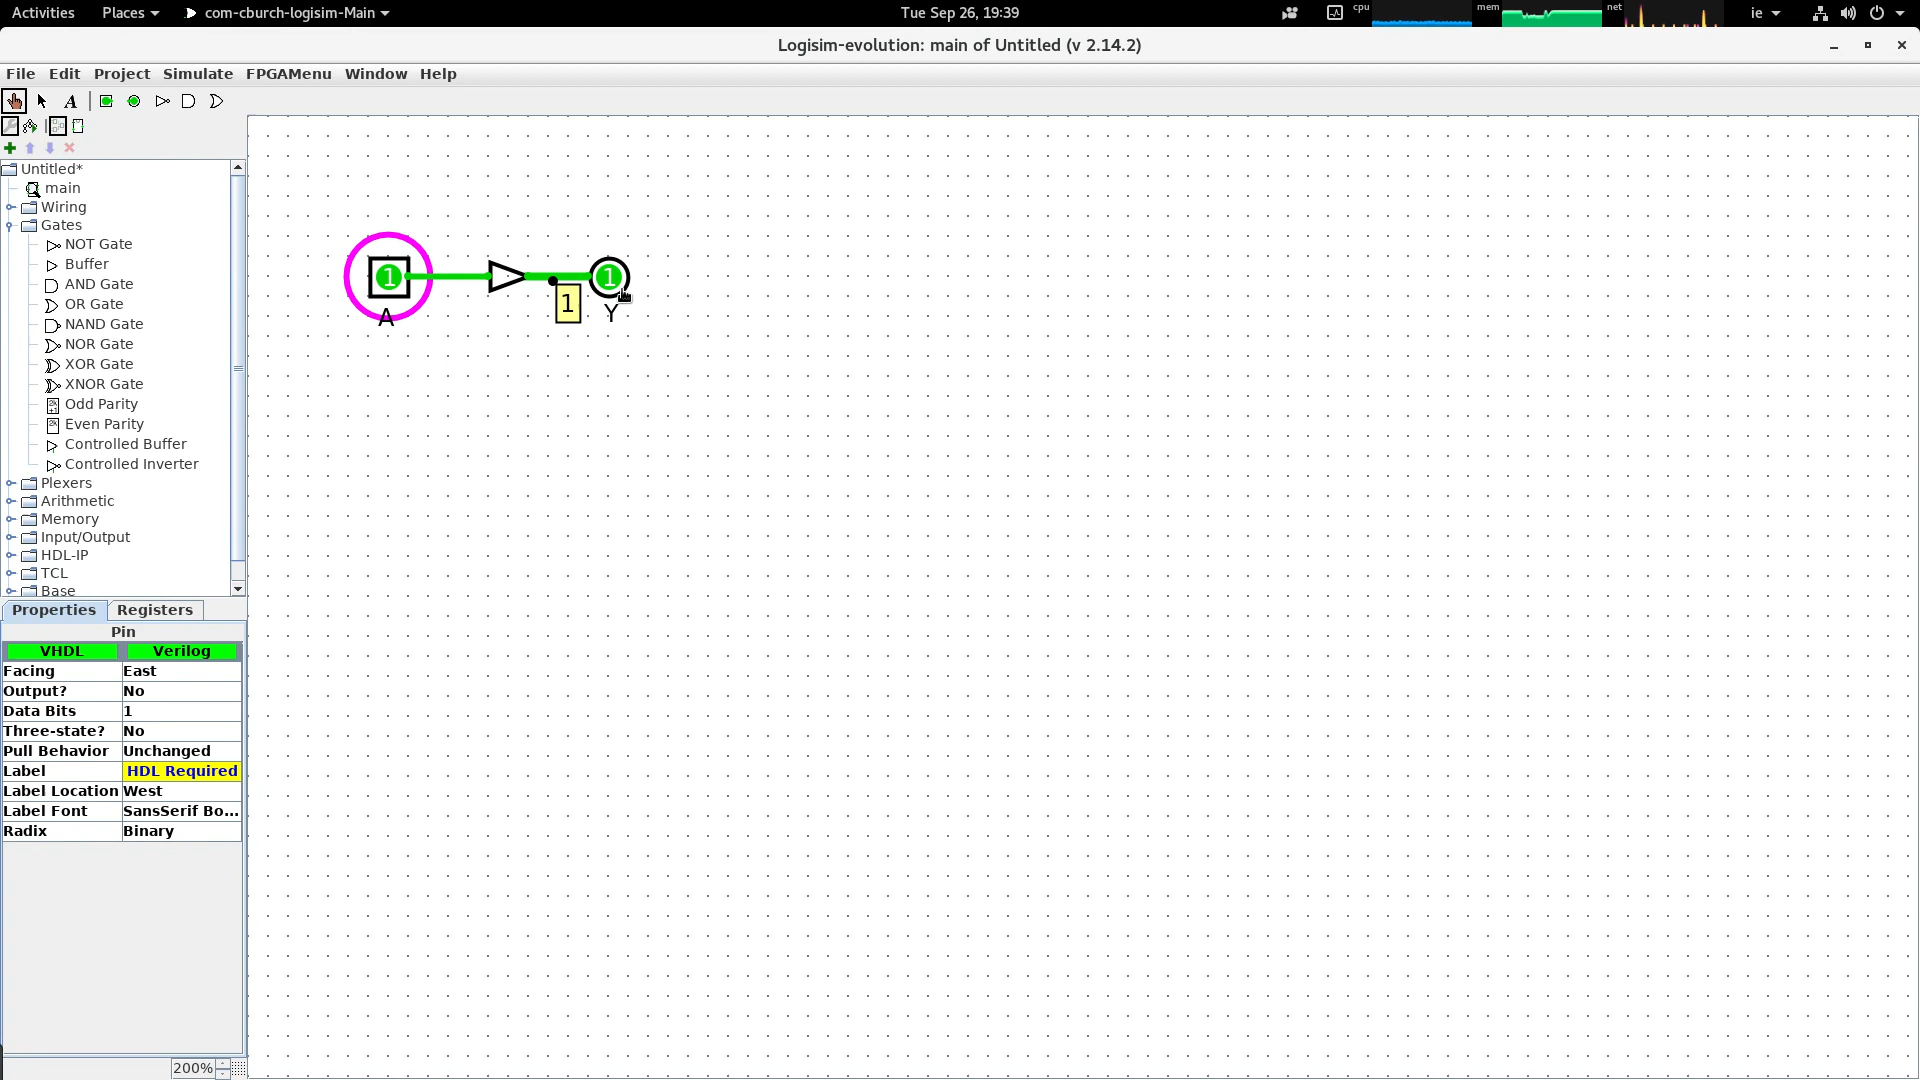 Activities Places com-cburch-logisim-Main Tue Sep 26, 19:39 cpu mem net ie
Logisim-evolution: main of Untitled (v 2.14.2)
File Edit Project Simulate FPGAMenu Window Help
A
Untitled*
main
Wiring
Gates
NOT Gate
Buffer
AND Gate
OR Gate
NAND Gate
NOR Gate
XOR Gate
XNOR Gate
Odd Parity
Even Parity
Controlled Buffer
Controlled Inverter
Plexers
Arithmetic
Memory
Input/Output
HDL-IP
TCL
Base
1 1
1
A Y
Properties Registers
Pin
VHDL Verilog
Facing East
Output? No
Data Bits 1
Three-state? No
Pull Behavior Unchanged
Label HDL Required
Label Location West
Label Font SansSerif Bo...
Radix Binary
200%